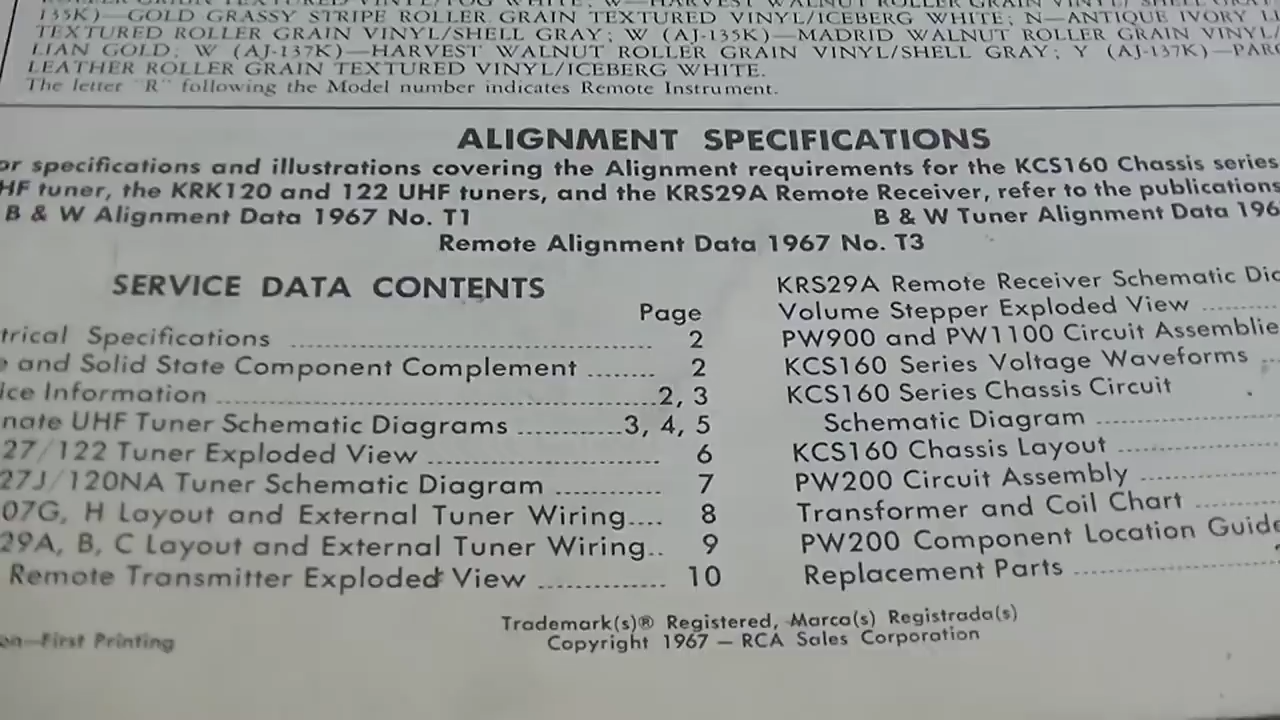 135K)—GOLD GRASSY STRIPE ROLLER GRAIN TEXTURED VINYL/ICEBERG WHITE; N—ANTIQUE IVORY
TEXTURED ROLLER GRAIN VINYL/SHELL GRAY; W (AJ-135K)—MADRID WALNUT ROLLER GRAIN VINYL/
LIAN GOLD; W (AJ-137K)—HARVEST WALNUT ROLLER GRAIN VINYL/SHELL GRAY; Y (AJ-137K)—
LEATHER ROLLER GRAIN TEXTURED VINYL/ICEBERG WHITE.
The letter "R" following the Model number indicates Remote Instrument.
ALIGNMENT SPECIFICATIONS
or specifications and illustrations covering the Alignment requirements for the KCS160 Chassis series
HF tuner, the KRK120 and 122 UHF tuners, and the KRS29A Remote Receiver, refer to the publications
B & W Alignment Data 1967 No. T1
B & W Tuner Alignment Data 196
Remote Alignment Data 1967 No. T3
SERVICE DATA CONTENTS
Page
trical Specifications .......... 2
e and Solid State Component Complement ........ 2
ice Information .......... 2, 3
nate UHF Tuner Schematic Diagrams ............ 3, 4, 5
27/122 Tuner Exploded View .......... 6
27J/120NA Tuner Schematic Diagram ............ 7
07G, H Layout and External Tuner Wiring.... 8
29A, B, C Layout and External Tuner Wiring.. 9
Remote Transmitter Exploded View .......... 10
KRS29A Remote Receiver Schematic Dia
Volume Stepper Exploded View ..........
PW900 and PW1100 Circuit Assemblie
KCS160 Series Voltage Waveforms ..
KCS160 Series Chassis Circuit
Schematic Diagram ..........
KCS160 Chassis Layout ..........
PW200 Circuit Assembly ..........
Transformer and Coil Chart ..........
PW200 Component Location Guide
Replacement Parts ..........
on—First Printing
Trademark(s)® Registered, Marca(s) Registrada(s)
Copyright 1967 — RCA Sales Corporation